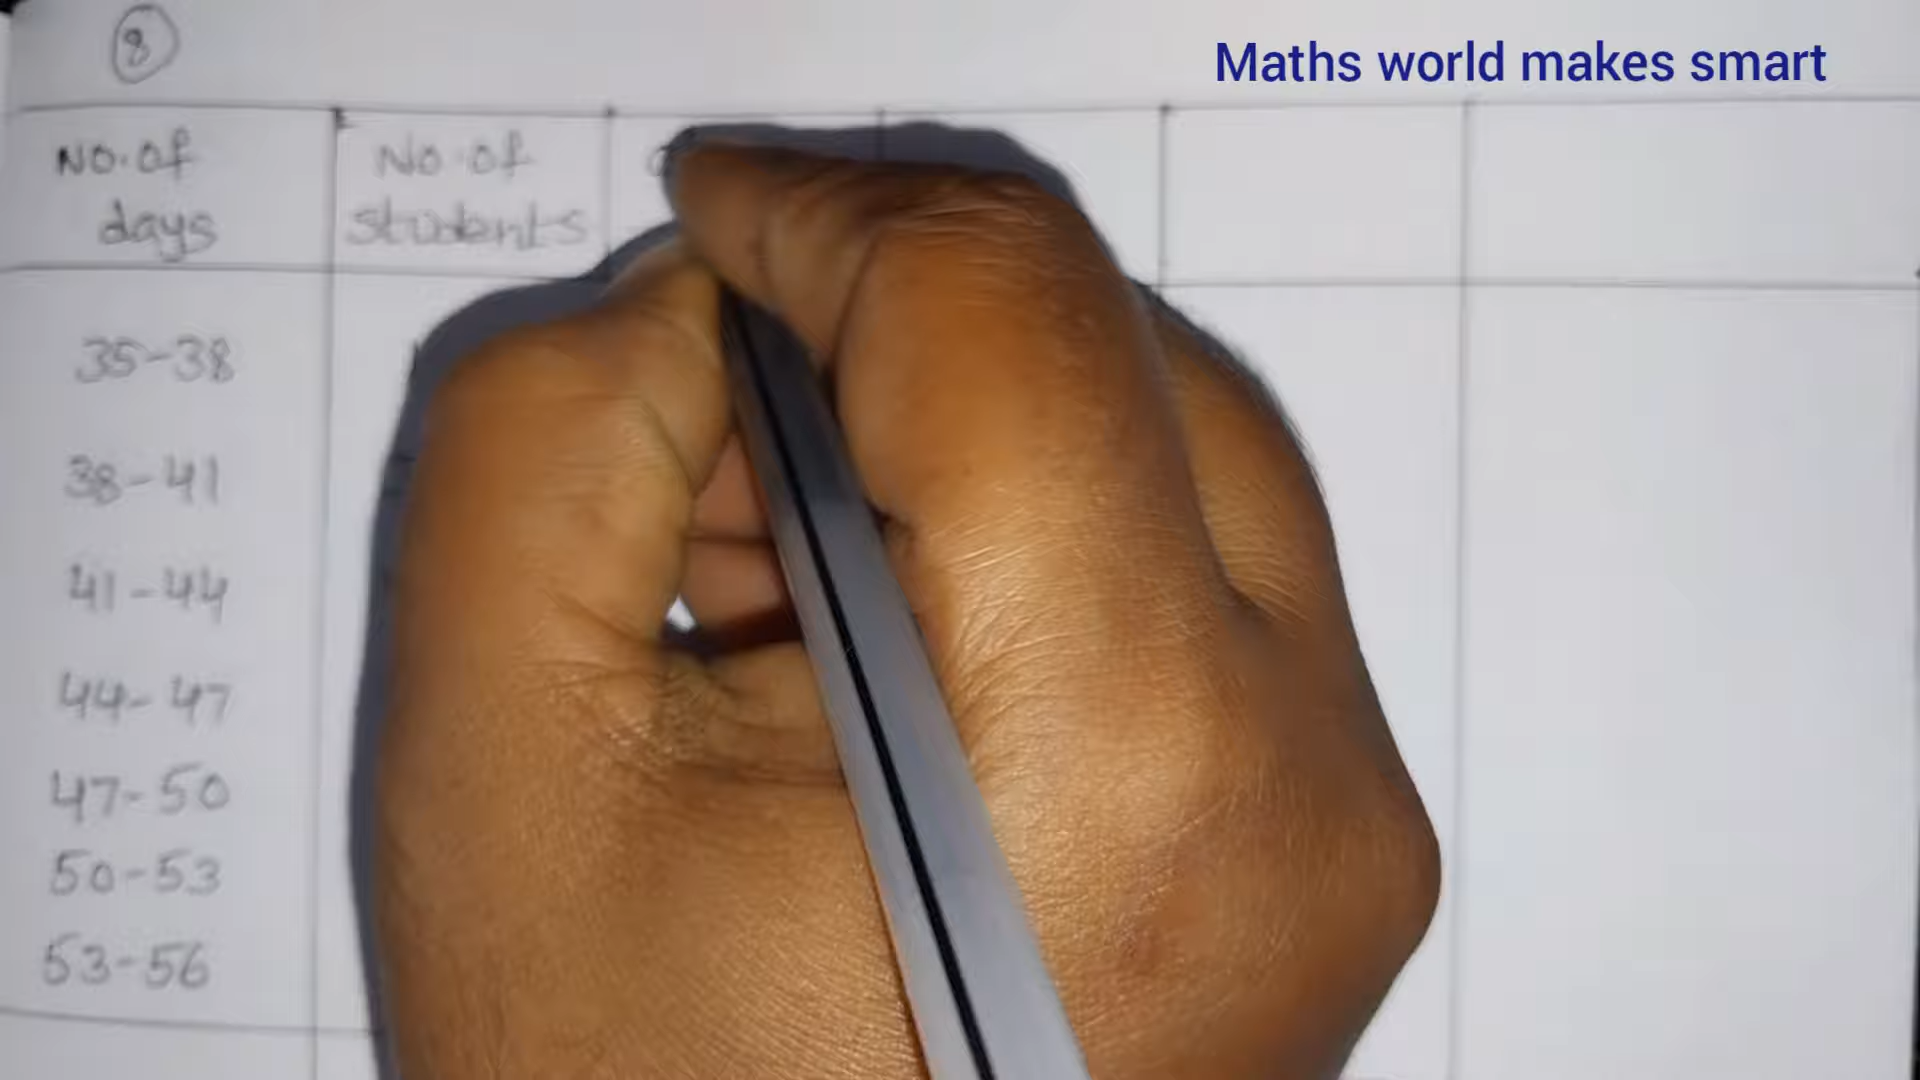 8
Maths world makes smart
No. of
days
No. of
students
35-38
38-41
41-44
44-47
47-50
50-53
53-56